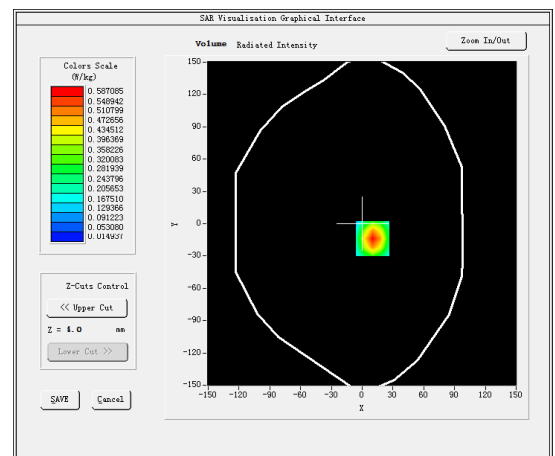 SAR Visualisation Graphical Interface
Volume Radiated Intensity
Zoom In/Out
Colors Scale
(W/kg)
0.587085
0.548942
0.510799
0.472656
0.434512
0.396369
0.358226
0.320083
0.281939
0.243796
0.205653
0.167510
0.129366
0.091223
0.053080
0.014937
Z-Cuts Control
<< Upper Cut
Z = 4.0 mm
Lower Cut >>
SAVE Cancel
150
120
90
60
30
0
-30
-60
-90
-120
-150
Y
-150 -120 -90 -60 -30 0 30 60 90 120 150
X